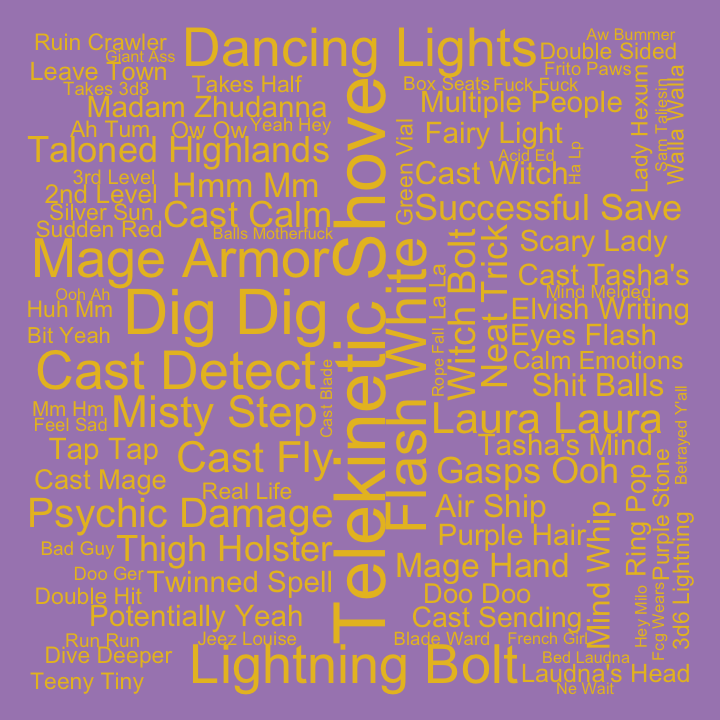 Aw Bummer
Ruin Crawler
Dancing Lights
Double Sided
Giant Ass
Leave Town
Frito Paws
Takes 3d8
Takes Half
Box Seats
Fuck Fuck
Madam Zhudanna
Multiple People
Lady Hexum
Sam Taliesin
Walla Walla
Ah Tum
Ow Ow
Yeah Hey
Green Vial
Fairy Light
Taloned Highlands
Acid Ed
Ha Lp
3rd Level
Hmm Mm
Cast Witch
2nd Level
Silver Sun
Cast Calm
Successful Save
Sudden Red
Balls Motherfuck
Telekinetic Shove
Flash White
Witch Bolt
Neat Trick
Scary Lady
Mage Armor
La La
Cast Tasha's
Ooh Ah
Mind Melded
Huh Mm
Dig Dig
Elvish Writing
Bit Yeah
Rope Fall
Eyes Flash
Cast Detect
Cast Blade
Calm Emotions
Shit Balls
Betrayed Y'all
Mm Hm
Misty Step
Laura Laura
Feel Sad
Tap Tap
Cast Fly
Tasha's Mind
Cast Mage
Gasps Ooh
Real Life
Air Ship
Mind Whip
Ring Pop
Purple Stone
Psychic Damage
Purple Hair
3d6 Lightning
Bad Guy
Thigh Holster
Mage Hand
Doo Ger
Twinned Spell
Doo Doo
Hey Milo
Fcg Wears
Double Hit
Potentially Yeah
Cast Sending
Run Run
Jeez Louise
Blade Ward
French Girl
Dive Deeper
Lightning Bolt
Bed Laudna
Teeny Tiny
Laudna's Head
Ne Wait